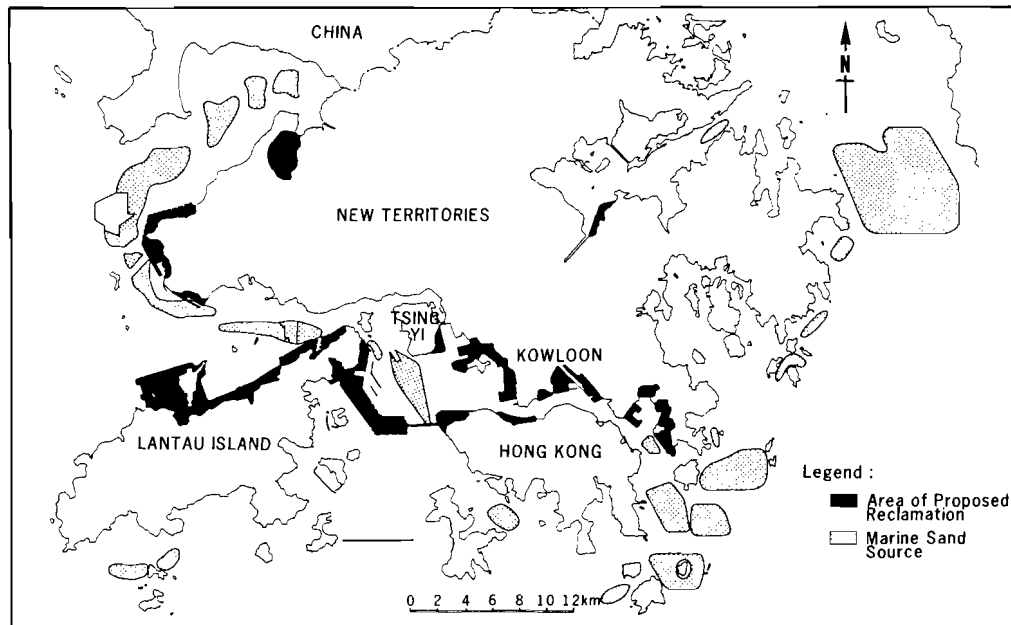 CHINA
N
NEW TERRITORIES
TSING
YI
KOWLOON
LANTAU ISLAND
HONG KONG
Legend :
Area of Proposed
Reclamation
Marine Sand
Source
0 2 4 6 8 10 12km